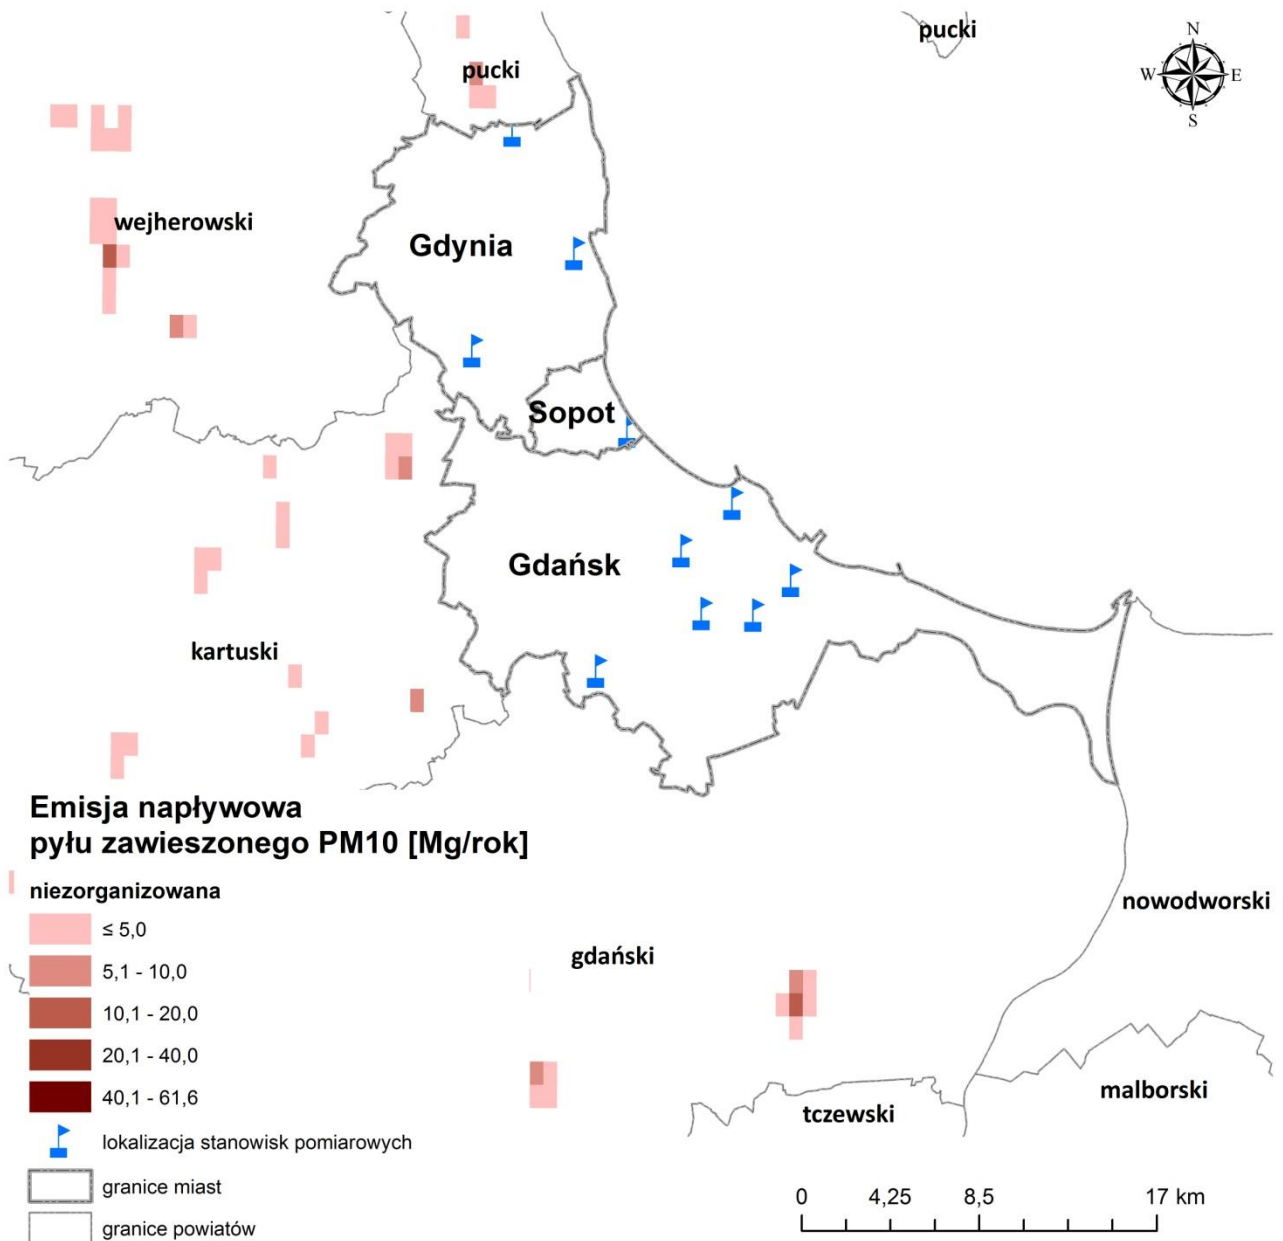 pucki
N
W E
S
pucki
wejherowski
Gdynia
Sopot
Gdańsk
kartuski
Emisja napływowa
pyłu zawieszonego PM10 [Mg/rok]
niezorganizowana
≤ 5,0
5,1 - 10,0
10,1 - 20,0
20,1 - 40,0
40,1 - 61,6
lokalizacja stanowisk pomiarowych
granice miast
granice powiatów
nowodworski
gdański
malborski
tczewski
0 4,25 8,5 17 km